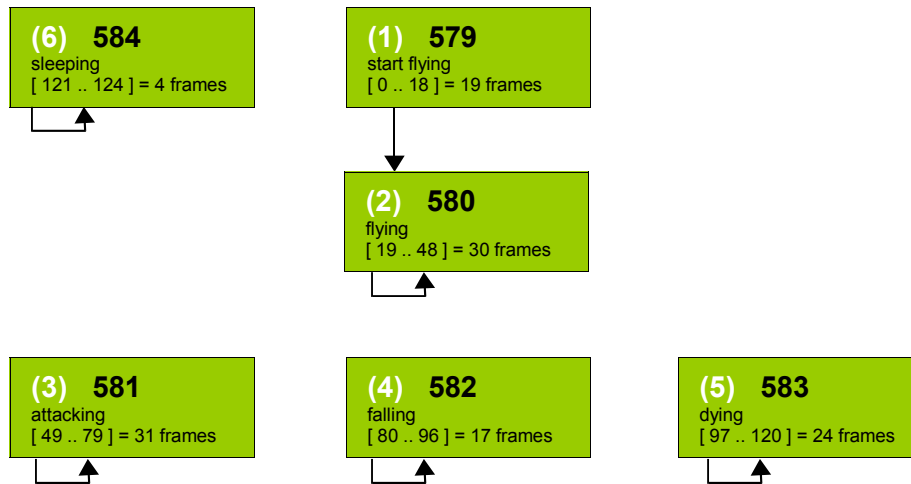 (6) 584
sleeping
[ 121 .. 124 ] = 4 frames
(1) 579
start flying
[ 0 .. 18 ] = 19 frames
(2) 580
flying
[ 19 .. 48 ] = 30 frames
(3) 581
attacking
[ 49 .. 79 ] = 31 frames
(4) 582
falling
[ 80 .. 96 ] = 17 frames
(5) 583
dying
[ 97 .. 120 ] = 24 frames